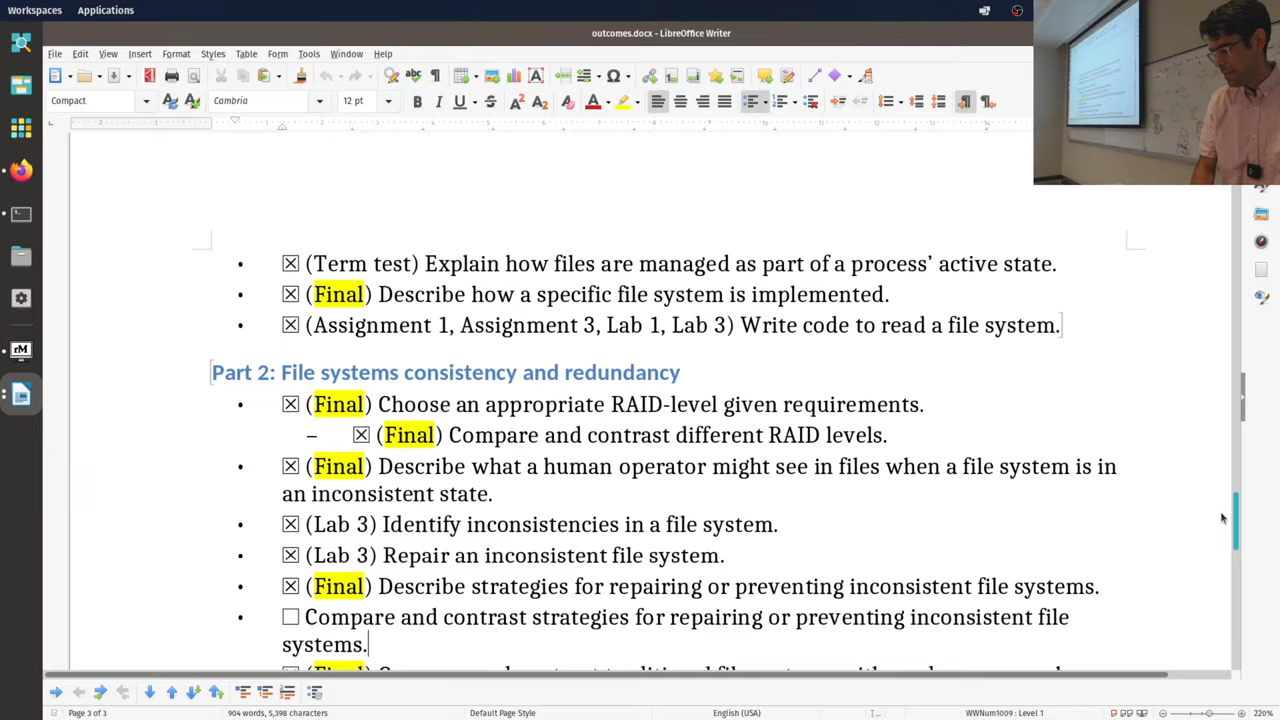 Workspaces Applications
outcomes.docx - LibreOffice Writer
File Edit View Insert Format Styles Table Form Tools Window Help
Compact Cambria 12 pt
• ☒ (Term test) Explain how files are managed as part of a process’ active state.
• ☒ (Final) Describe how a specific file system is implemented.
• ☒ (Assignment 1, Assignment 3, Lab 1, Lab 3) Write code to read a file system.
Part 2: File systems consistency and redundancy
• ☒ (Final) Choose an appropriate RAID-level given requirements.
– ☒ (Final) Compare and contrast different RAID levels.
• ☒ (Final) Describe what a human operator might see in files when a file system is in
an inconsistent state.
• ☒ (Lab 3) Identify inconsistencies in a file system.
• ☒ (Lab 3) Repair an inconsistent file system.
• ☒ (Final) Describe strategies for repairing or preventing inconsistent file systems.
• ☐ Compare and contrast strategies for repairing or preventing inconsistent file
systems.
Page 3 of 3 904 words, 5,398 characters Default Page Style English (USA) WWNum1009 : Level 1 220%